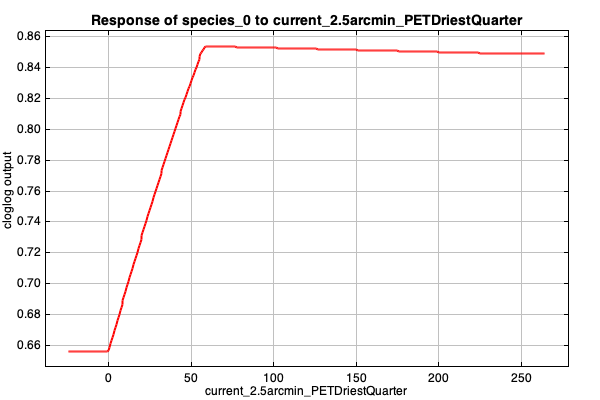 Response of species_0 to current_2.5arcmin_PETDriestQuarter
0.86
0.84
0.82
0.80
0.78
0.76
0.74
0.72
0.70
0.68
0.66
cloglog output
0 50 100 150 200 250
current_2.5arcmin_PETDriestQuarter